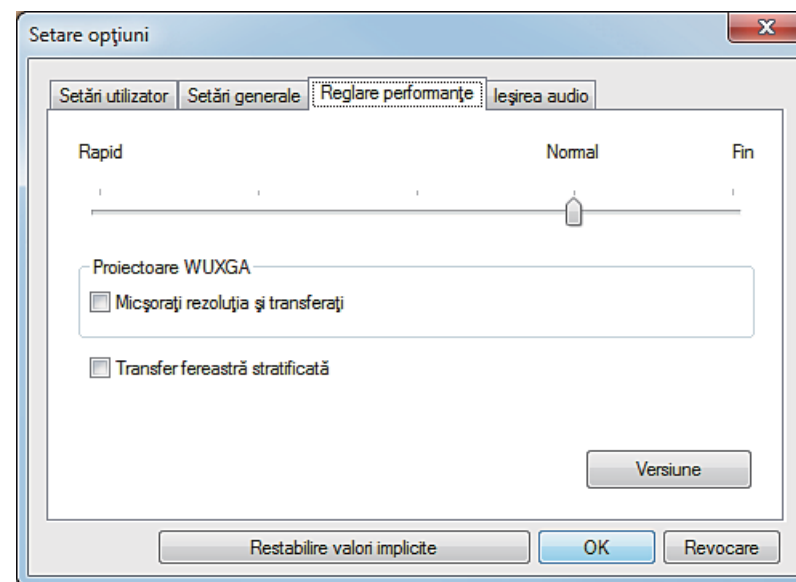 Setare opţiuni
Setări utilizator Setări generale Reglare performanţe Ieşirea audio
Rapid Normal Fin
Proiectoare WUXGA
Micşoraţi rezoluţia şi transferaţi
Transfer fereastră stratificată
Versiune
Restabilire valori implicite OK Revocare